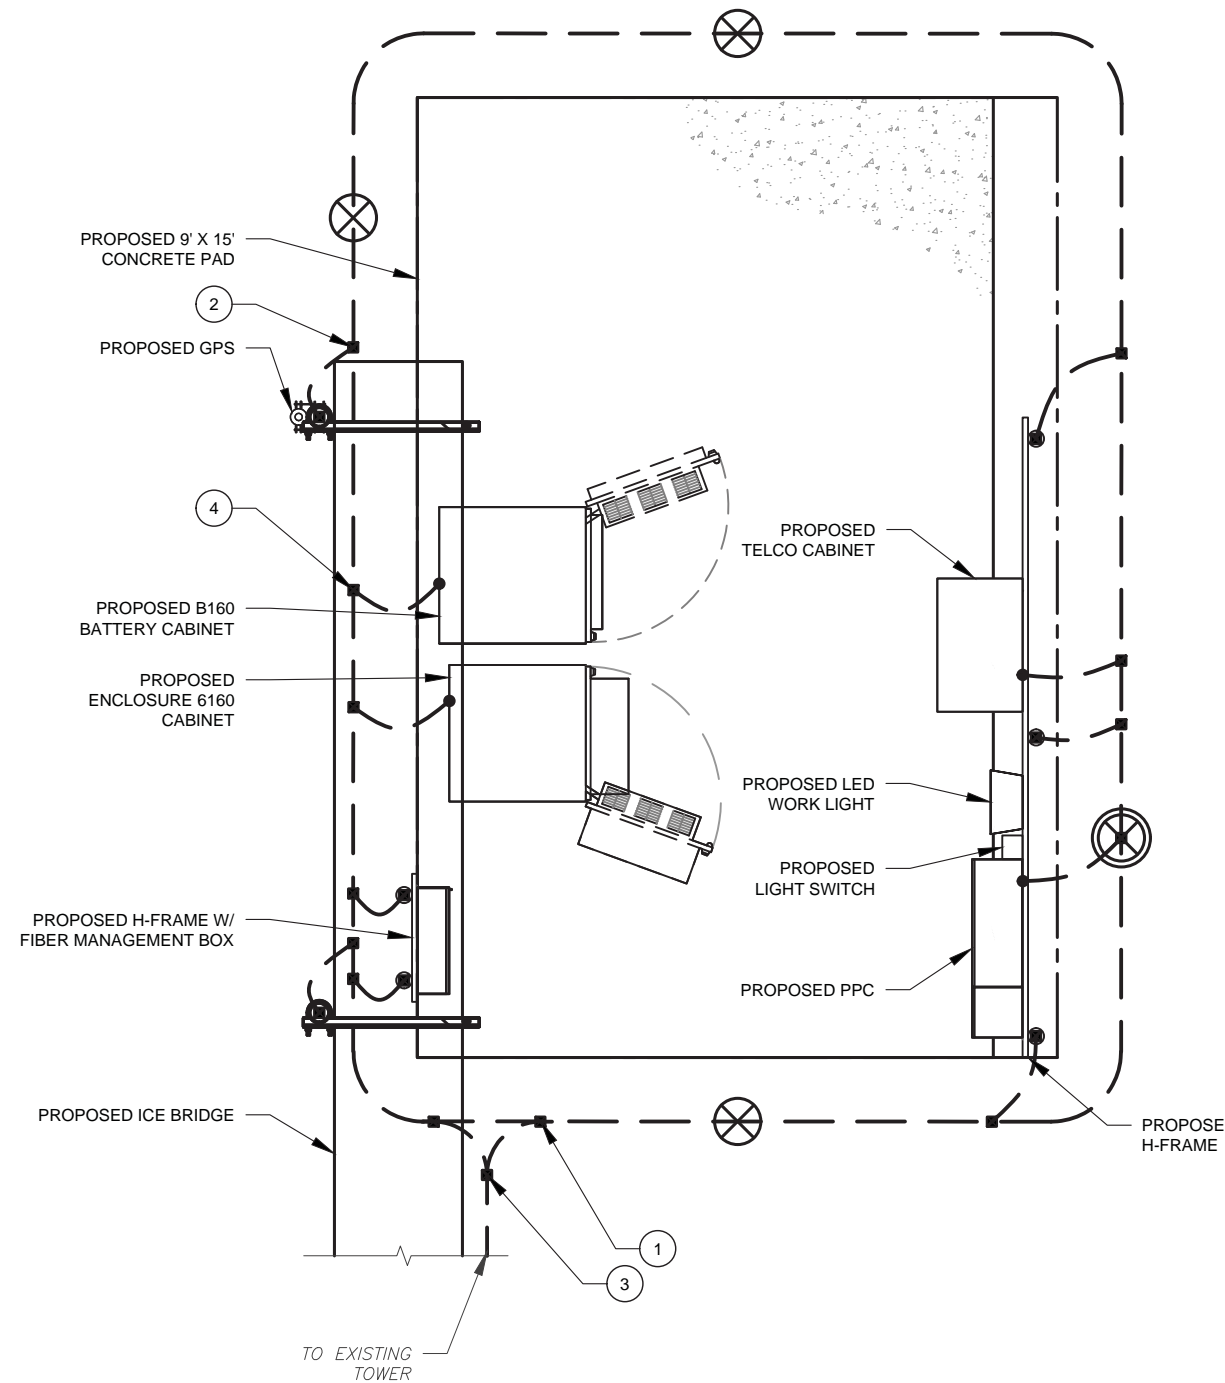 PROPOSED 9' X 15'
CONCRETE PAD
2
PROPOSED GPS
4
PROPOSED
TELCO CABINET
PROPOSED B160
BATTERY CABINET
PROPOSED
ENCLOSURE 6160
CABINET
PROPOSED LED
WORK LIGHT
PROPOSED
LIGHT SWITCH
PROPOSED H-FRAME W/
FIBER MANAGEMENT BOX
PROPOSED PPC
PROPOSED ICE BRIDGE
PROPOSE
H-FRAME
1
3
TO EXISTING
TOWER